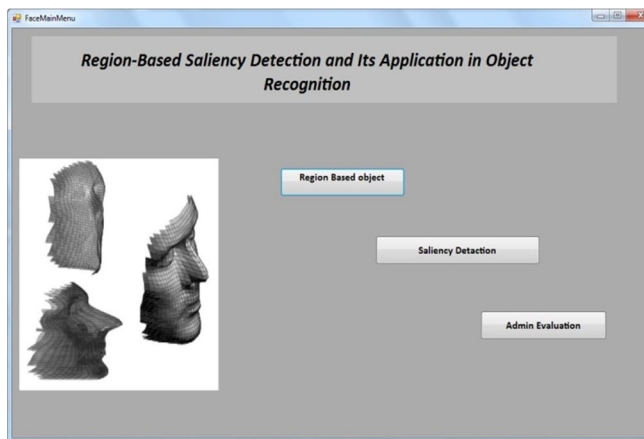 FaceMainMenu
Region-Based Saliency Detection and Its Application in Object
Recognition
Region Based object
Saliency Detaction
Admin Evaluation